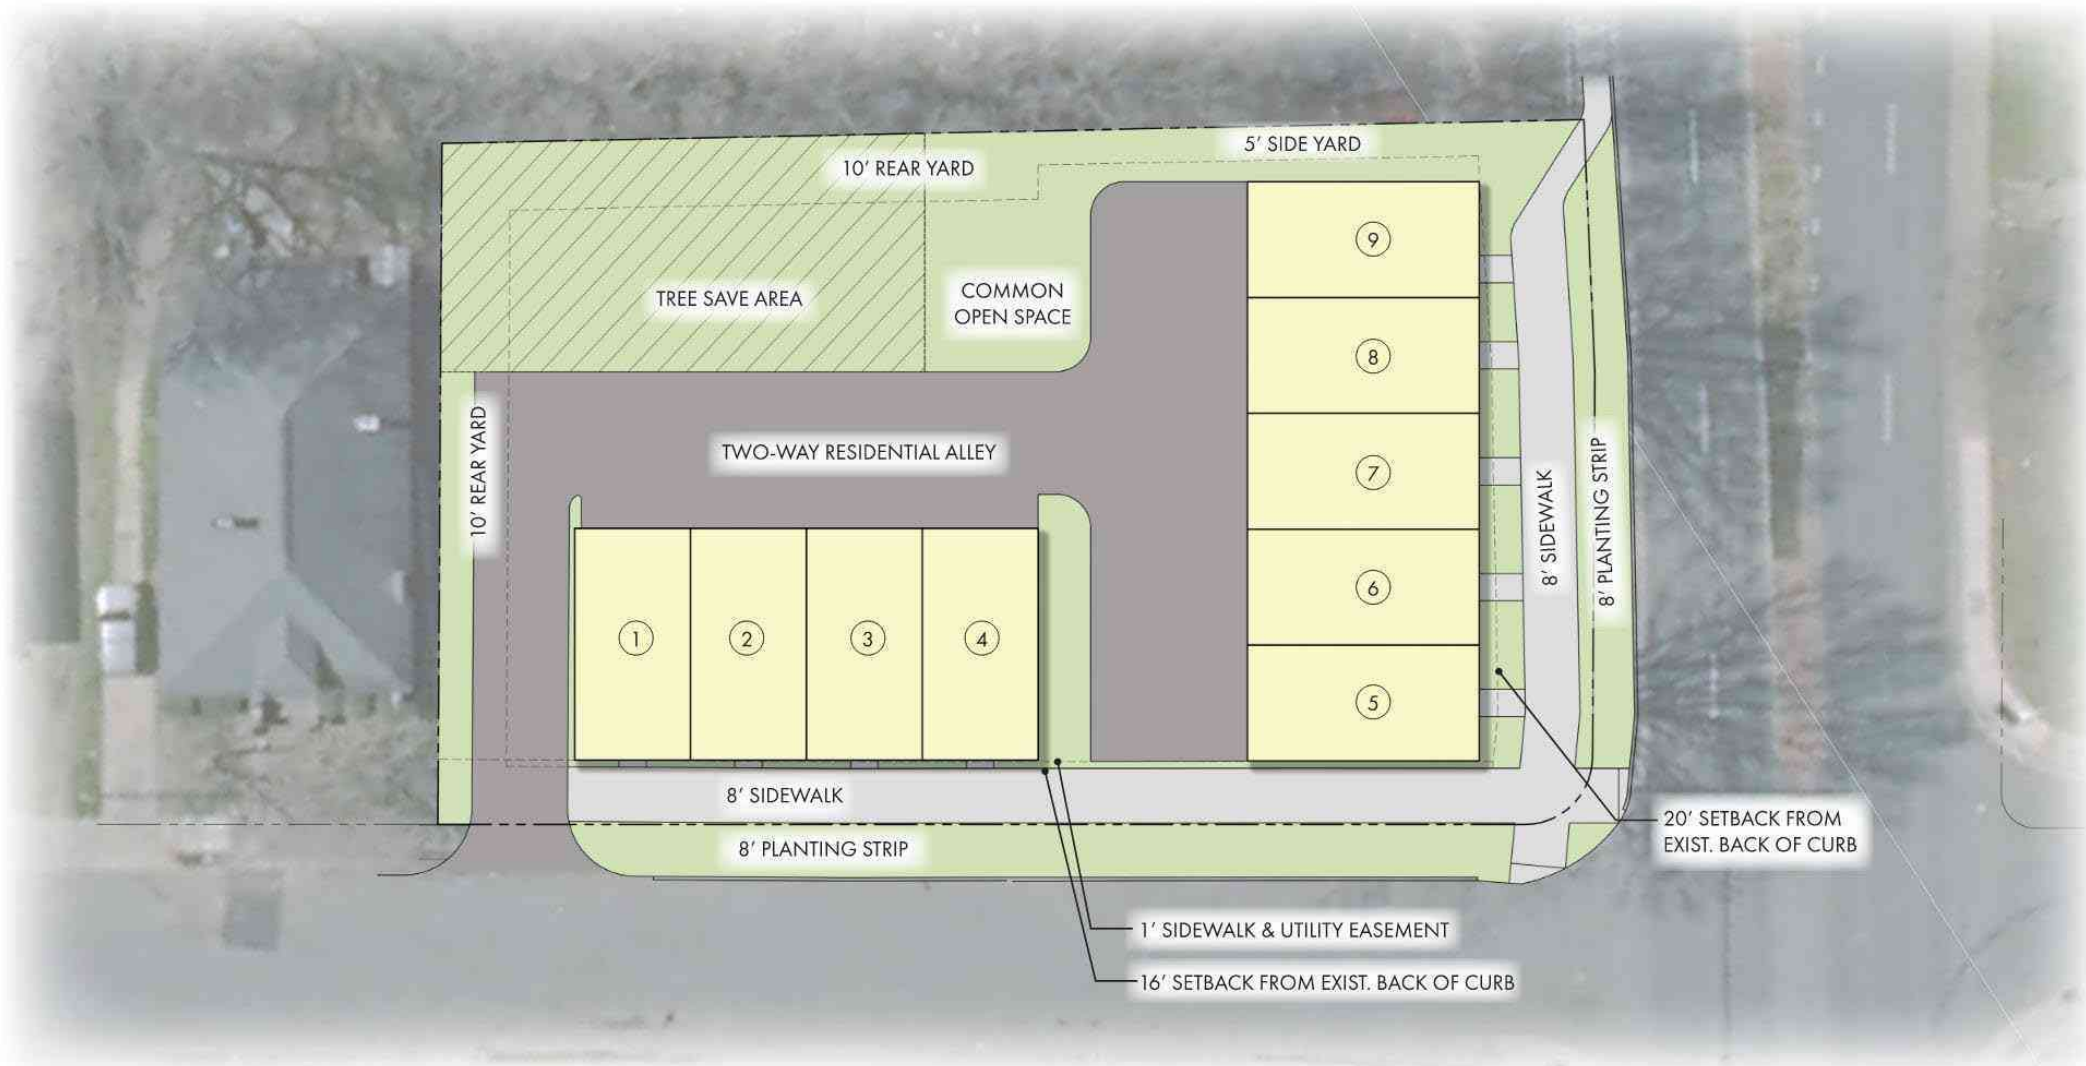 5’ SIDE YARD
10’ REAR YARD
9
TREE SAVE AREA
COMMON
OPEN SPACE
8
10’ REAR YARD
TWO-WAY RESIDENTIAL ALLEY
7
8’ SIDEWALK
8’ PLANTING STRIP
6
1
2
3
4
5
8’ SIDEWALK
8’ PLANTING STRIP
20’ SETBACK FROM
EXIST. BACK OF CURB
1’ SIDEWALK & UTILITY EASEMENT
16’ SETBACK FROM EXIST. BACK OF CURB